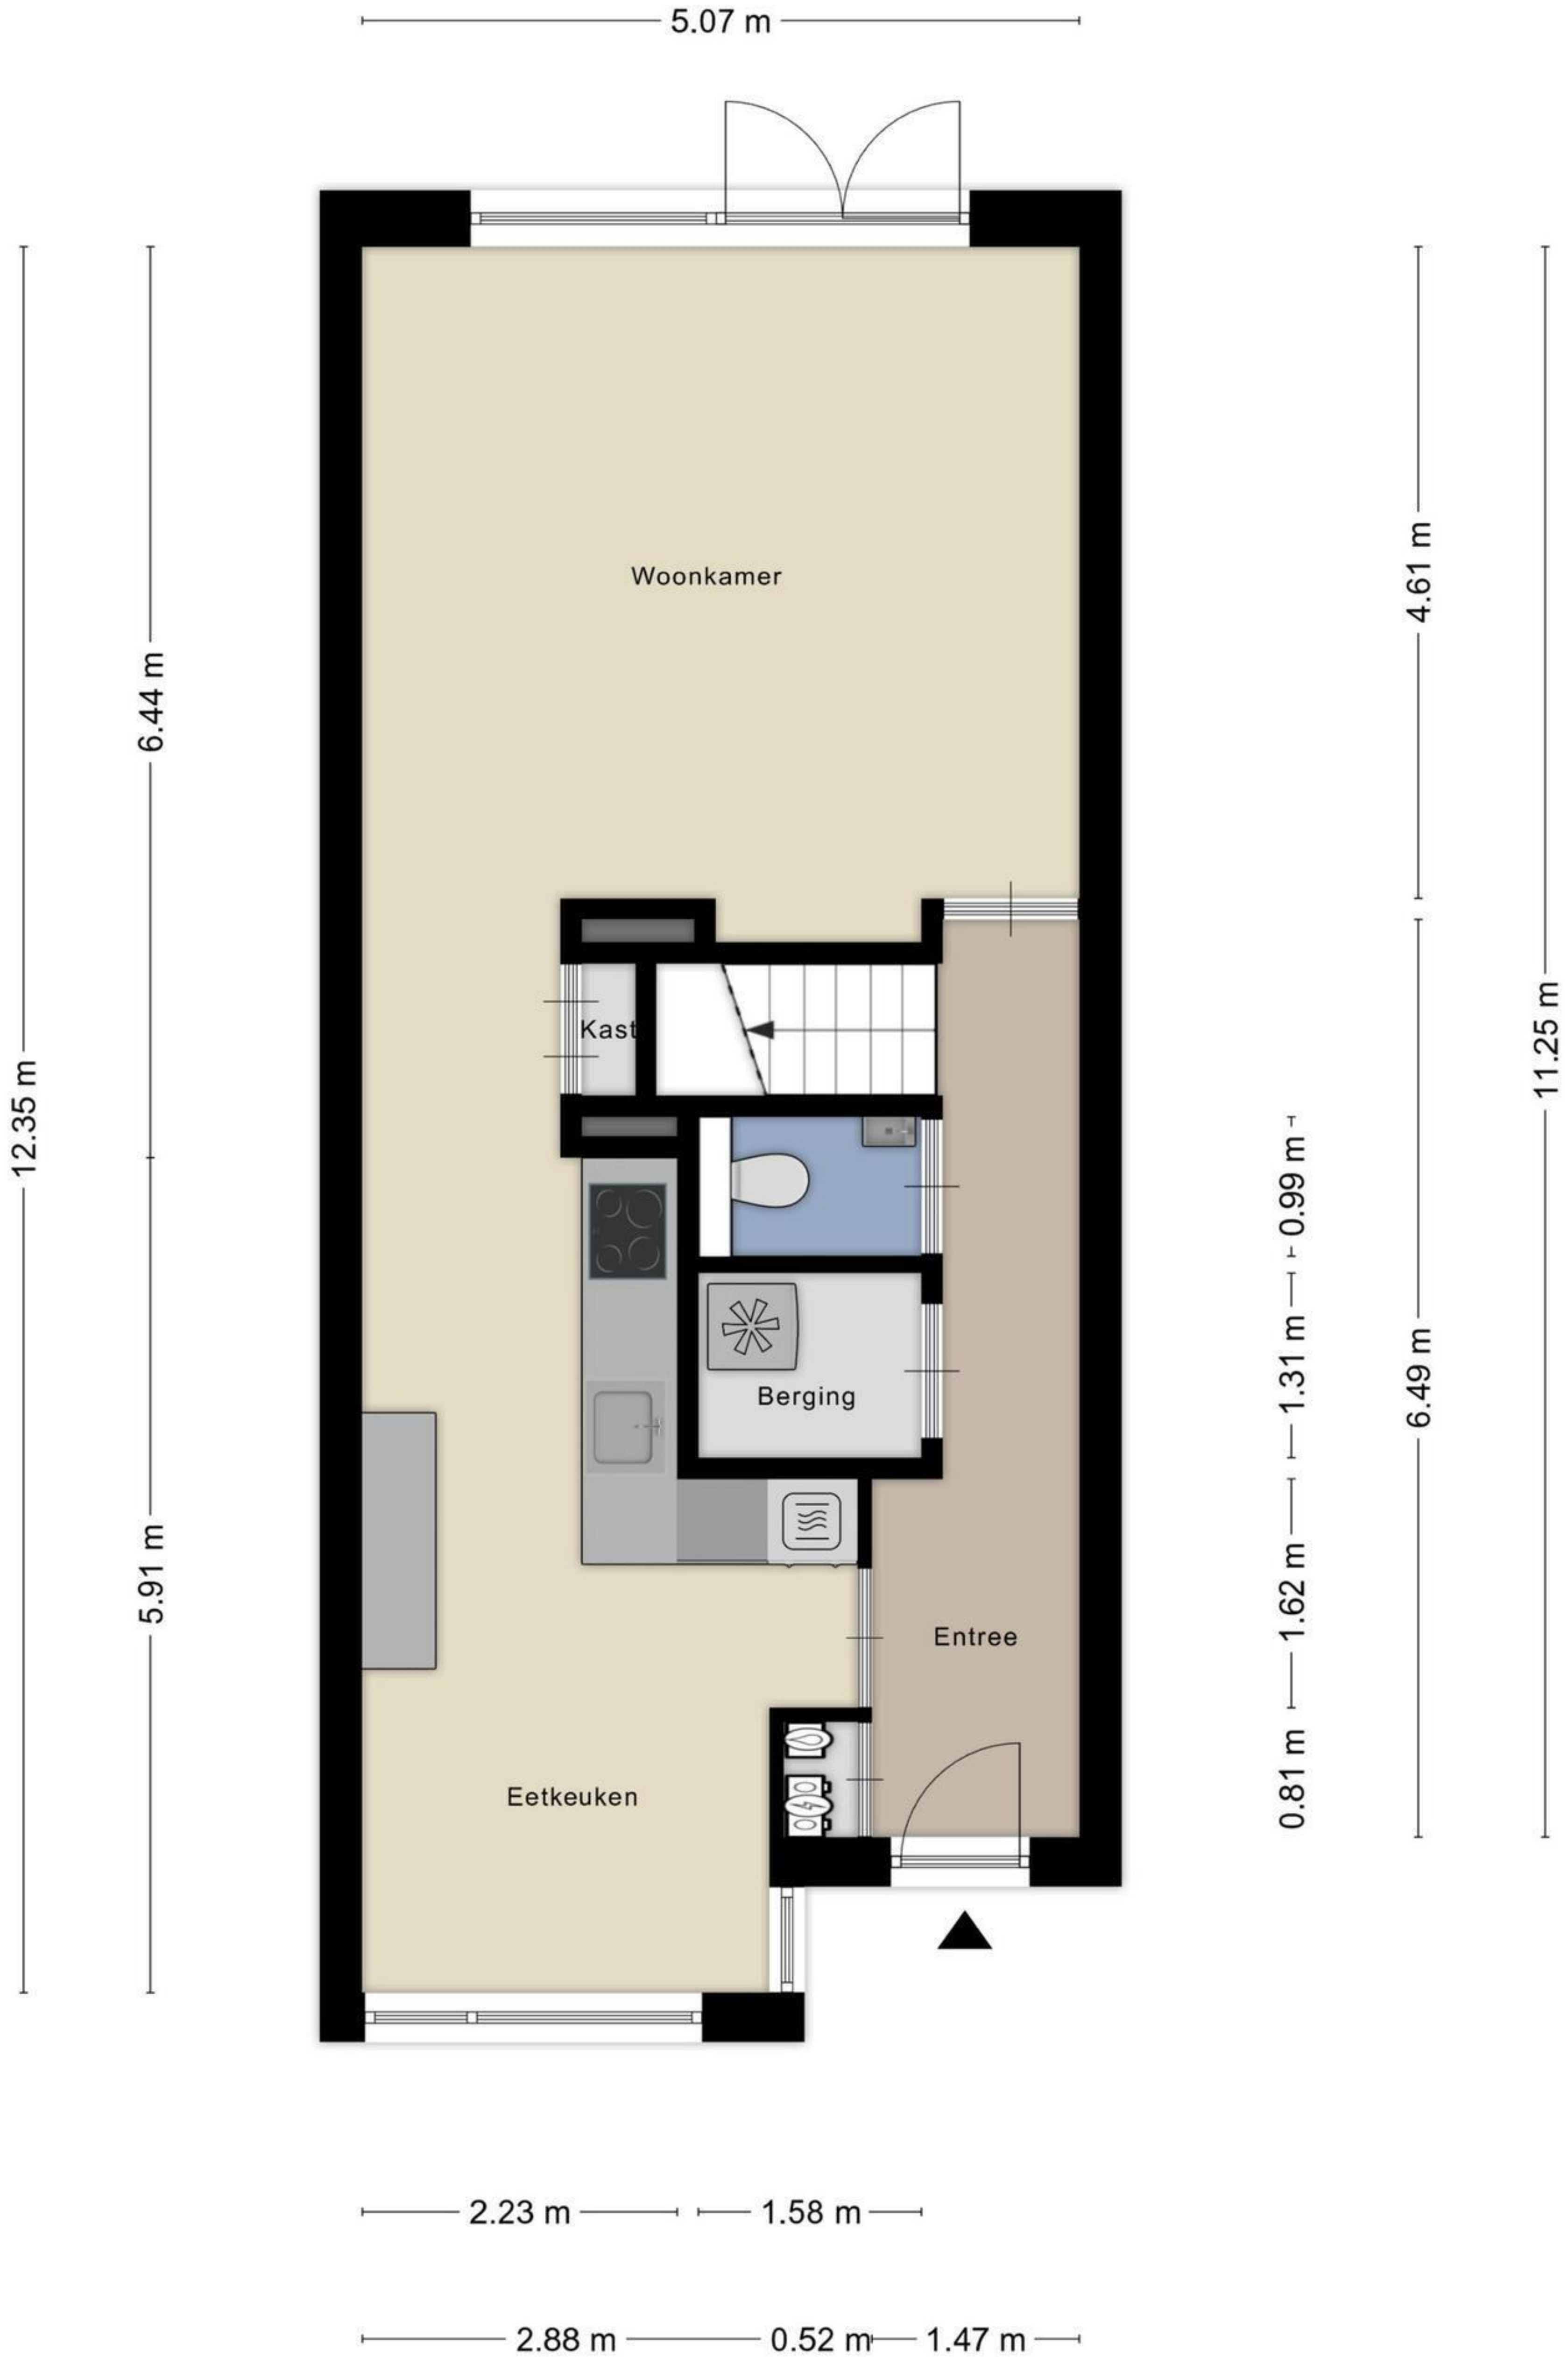 5.07 m
Woonkamer
4.61 m
6.44 m
11.25 m
Kast
12.35 m
0.99 m
1.31 m
6.49 m
Berging
5.91 m
1.62 m
Entree
0.81 m
Eetkeuken
2.23 m
1.58 m
2.88 m
0.52 m
1.47 m